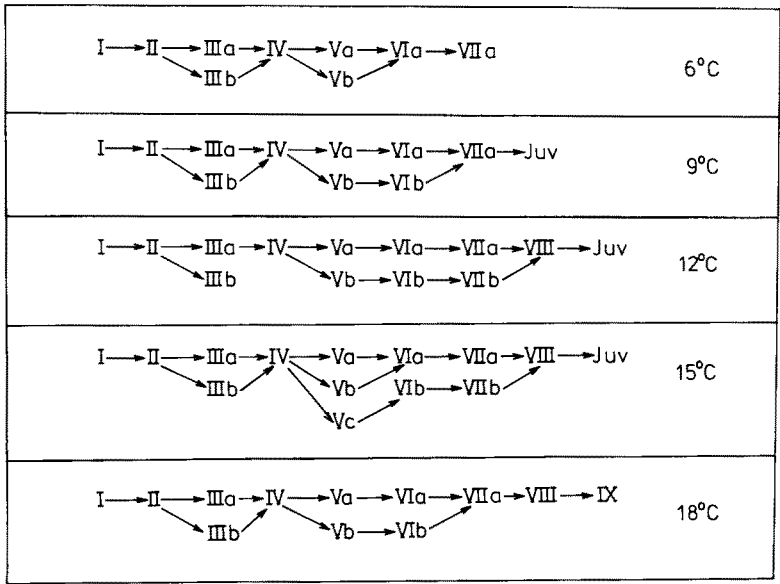 I → II → IIIa → IV → Va → VIa → VIIa
IIIb Vb
6°C
I → II → IIIa → IV → Va → VIa → VIIa → Juv
IIIb Vb → VIb
9°C
I → II → IIIa → IV → Va → VIa → VIIa → VIII → Juv
IIIb Vb → VIb → VIIb
12°C
I → II → IIIa → IV → Va → VIa → VIIa → VIII → Juv
IIIb Vb VIb → VIIb
Vc
15°C
I → II → IIIa → IV → Va → VIa → VIIa → VIII → IX
IIIb Vb → VIb
18°C